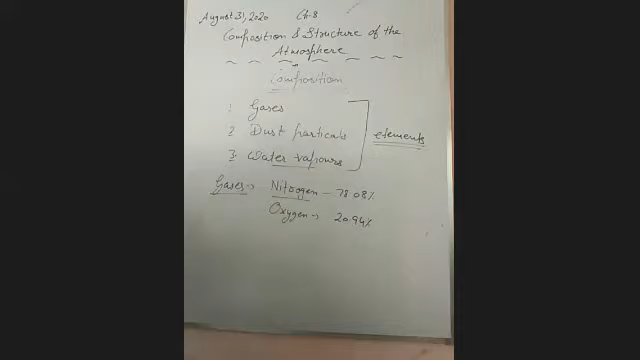 August 31, 2020 Ch-8
Composition & Structure of the
Atmosphere
Composition
1. Gases
2. Dust particals
3. Water vapours
elements
Gases → Nitrogen - 78.08%
Oxygen → 20.94%